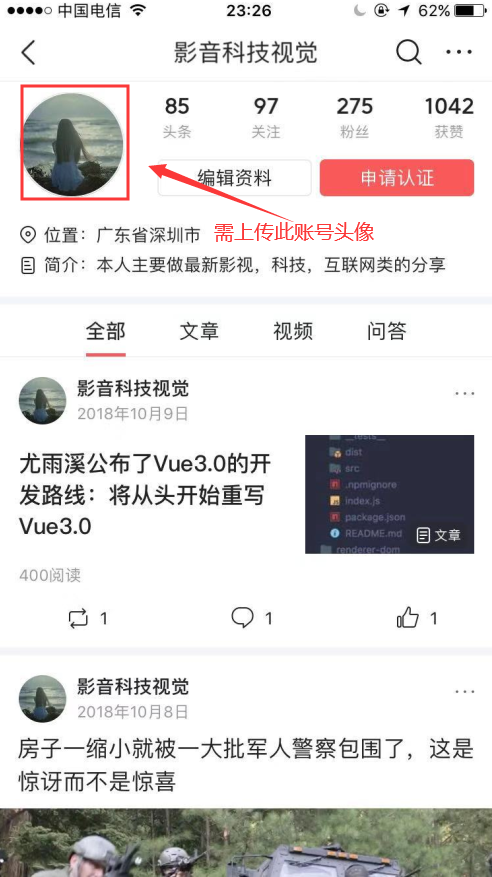 中国电信 23:26 62%
影音科技视觉
85 97 275 1042
头条 关注 粉丝 获赞
编辑资料 申请认证
位置：广东省深圳市 需上传此账号头像
简介：本人主要做最新影视，科技，互联网类的分享
全部 文章 视频 问答
影音科技视觉
2018年10月9日
尤雨溪公布了Vue3.0的开
发路线：将从头开始重写
Vue3.0
__tests__
dist
src
.npmignore
index.js
package.json
README.md
renderer-dom
文章
400阅读
1 1 1
影音科技视觉
2018年10月8日
房子一缩小就被一大批军人警察包围了，这是
惊讶而不是惊喜